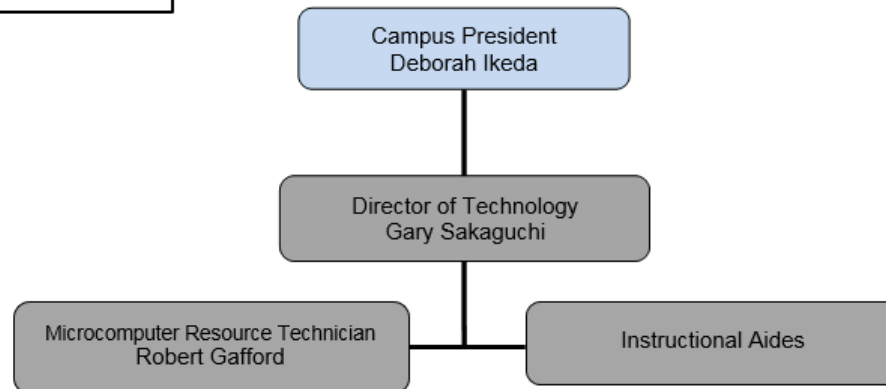 Campus President
Deborah Ikeda
Director of Technology
Gary Sakaguchi
Microcomputer Resource Technician
Robert Gafford
Instructional Aides